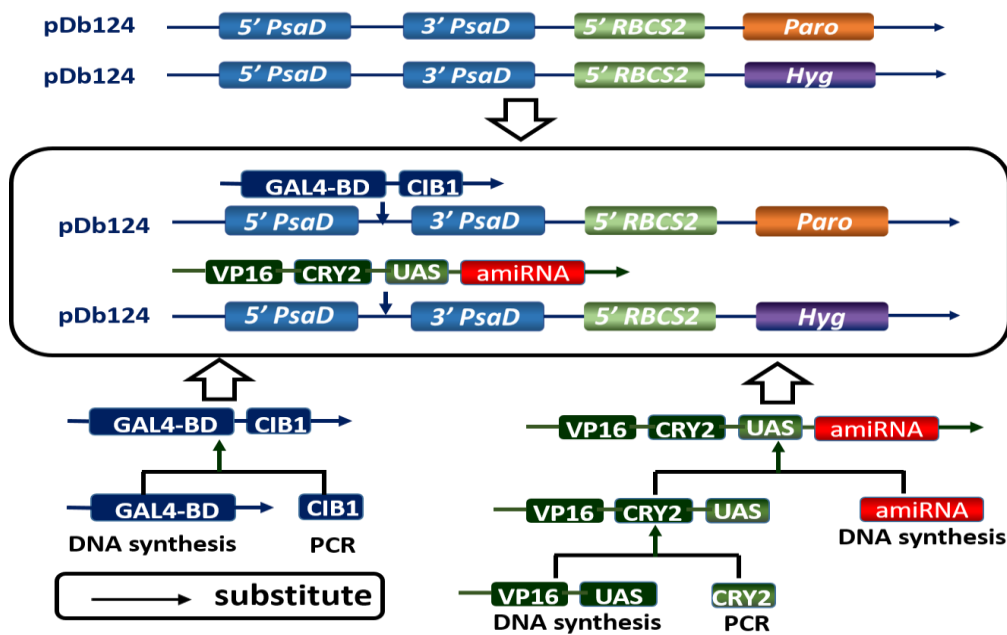 pDb124 5' PsaD 3' PsaD 5' RBCS2 Paro
pDb124 5' PsaD 3' PsaD 5' RBCS2 Hyg
GAL4-BD CIB1
pDb124 5' PsaD 3' PsaD 5' RBCS2 Paro
VP16 CRY2 UAS amiRNA
pDb124 5' PsaD 3' PsaD 5' RBCS2 Hyg
GAL4-BD CIB1
VP16 CRY2 UAS amiRNA
GAL4-BD CIB1
VP16 CRY2 UAS amiRNA
DNA synthesis PCR
DNA synthesis
substitute
VP16 UAS CRY2
DNA synthesis PCR